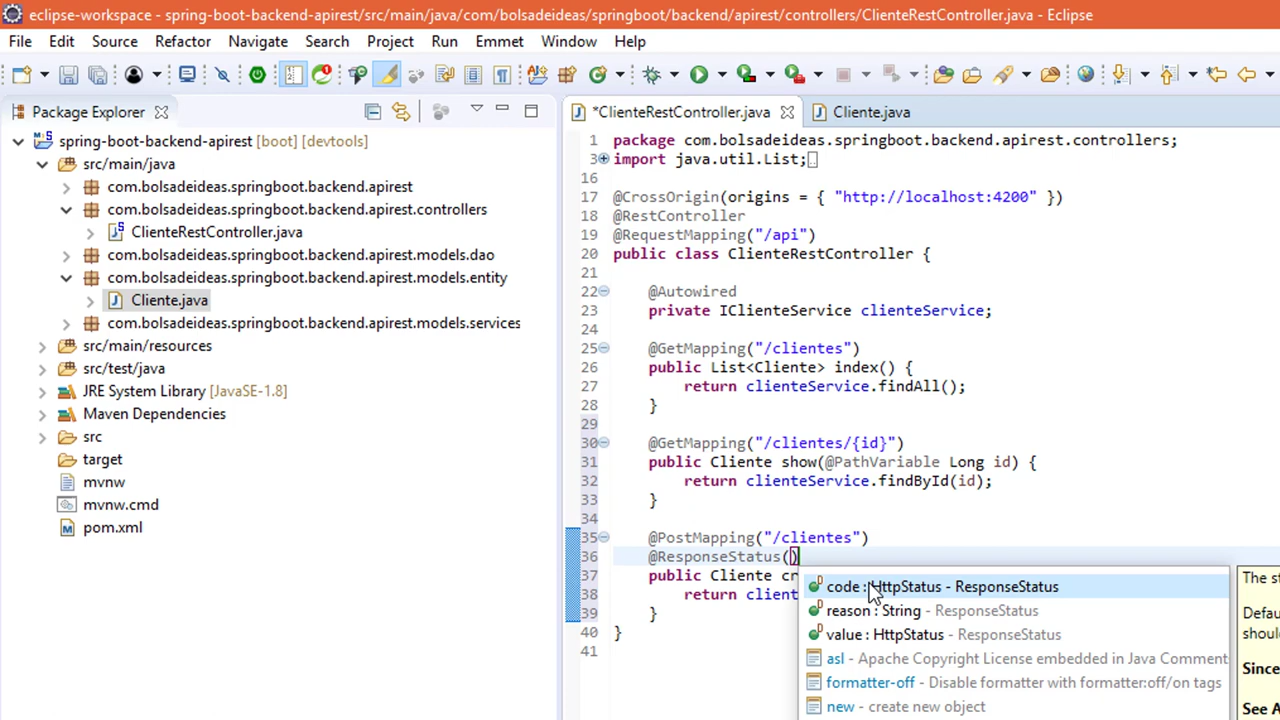 eclipse-workspace - spring-boot-backend-apirest/src/main/java/com/bolsadeideas/springboot/backend/apirest/controllers/ClienteRestController.java - Eclipse
File Edit Source Refactor Navigate Search Project Run Emmet Window Help
Package Explorer
spring-boot-backend-apirest [boot] [devtools]
src/main/java
com.bolsadeideas.springboot.backend.apirest
com.bolsadeideas.springboot.backend.apirest.controllers
ClienteRestController.java
com.bolsadeideas.springboot.backend.apirest.models.dao
com.bolsadeideas.springboot.backend.apirest.models.entity
Cliente.java
com.bolsadeideas.springboot.backend.apirest.models.services
src/main/resources
src/test/java
JRE System Library [JavaSE-1.8]
Maven Dependencies
src
target
mvnw
mvnw.cmd
pom.xml
*ClienteRestController.java Cliente.java
1 package com.bolsadeideas.springboot.backend.apirest.controllers;
3 import java.util.List;
16
17 @CrossOrigin(origins = { "http://localhost:4200" })
18 @RestController
19 @RequestMapping("/api")
20 public class ClienteRestController {
21
22 @Autowired
23 private IClienteService clienteService;
24
25 @GetMapping("/clientes")
26 public List<Cliente> index() {
27 return clienteService.findAll();
28 }
29
30 @GetMapping("/clientes/{id}")
31 public Cliente show(@PathVariable Long id) {
32 return clienteService.findById(id);
33 }
34
35 @PostMapping("/clientes")
36 @ResponseStatus()
37 public Cliente cr
38 return client
39 }
40 }
41
code : HttpStatus - ResponseStatus
reason : String - ResponseStatus
value : HttpStatus - ResponseStatus
asl - Apache Copyright License embedded in Java Comment
formatter-off - Disable formatter with formatter:off/on tags
new - create new object
The s
Defau
shoul
Since
See A